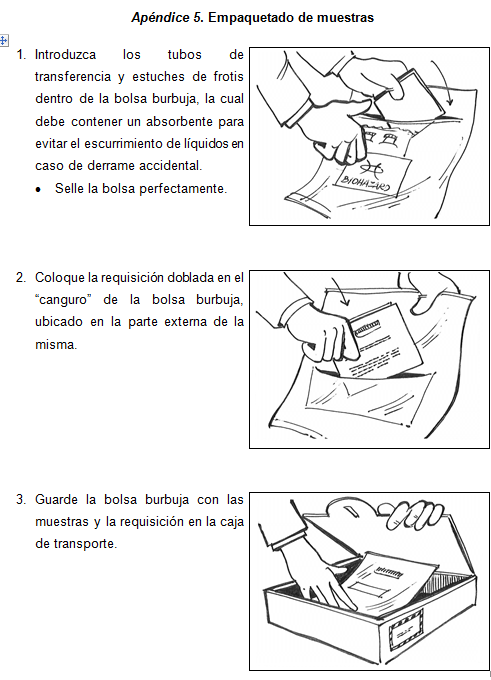 Apéndice 5. Empaquetado de muestras
1. Introduzca los tubos de
transferencia y estuches de frotis
dentro de la bolsa burbuja, la cual
debe contener un absorbente para
evitar el escurrimiento de líquidos en
caso de derrame accidental.
• Selle la bolsa perfectamente.
BIOHAZARD
2. Coloque la requisición doblada en el
“canguro” de la bolsa burbuja,
ubicado en la parte externa de la
misma.
3. Guarde la bolsa burbuja con las
muestras y la requisición en la caja
de transporte.